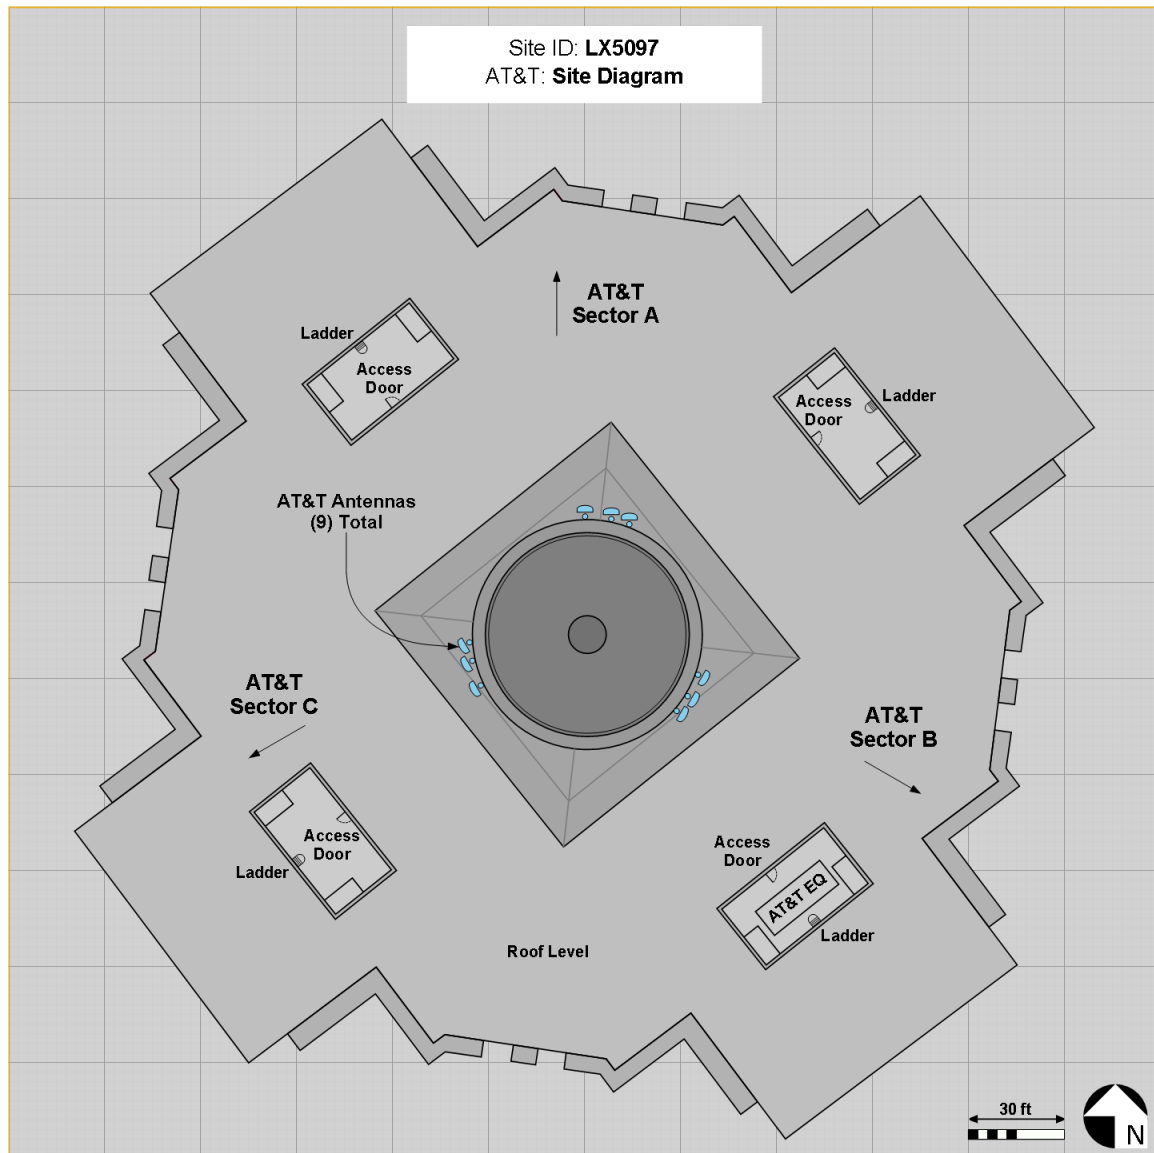 Site ID: LX5097
AT&T: Site Diagram
AT&T
Sector A
Ladder
Access
Door
Access
Door
Ladder
AT&T Antennas
(9) Total
AT&T
Sector C
AT&T
Sector B
Access
Door
Ladder
Access
Door
AT&T EQ
Ladder
Roof Level
30 ft
N